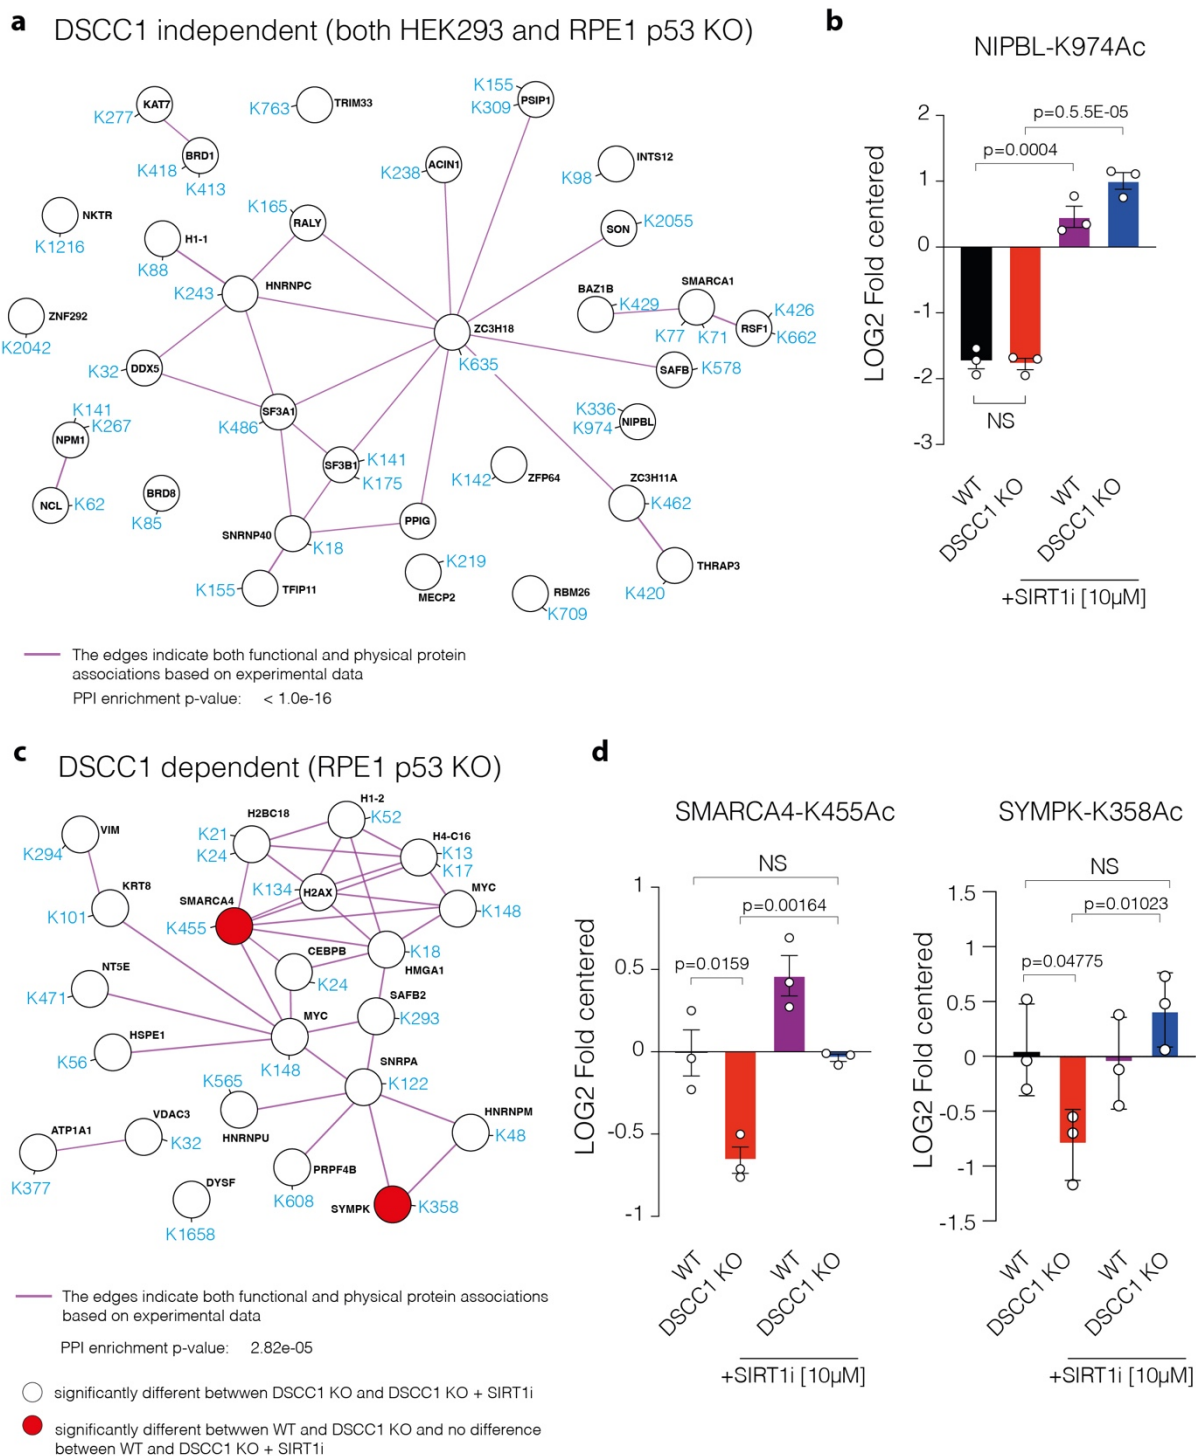 a
DSCC1 independent (both HEK293 and RPE1 p53 KO)
KAT7
K277
BRD1
K418
K413
K763
TRIM33
K155
K309
PSIP1
K238
ACIN1
INTS12
K98
NKTR
K1216
H1-1
K88
K165
RALY
SON
K2055
K243
HNRNPC
ZNF292
K2042
ZC3H18
K635
BAZ1B
K429
SMARCA1
K77
K71
RSF1
K426
K662
K32
DDX5
SAFB
K578
K141
K267
NPM1
SF3A1
K486
K336
K974
NIPBL
NCL
K62
BRD8
K85
SF3B1
K141
K175
K142
ZFP64
ZC3H11A
K462
SNRNP40
K18
PPIG
K155
TFIP11
K219
MECP2
RBM26
K709
THRAP3
K420
The edges indicate both functional and physical protein
associations based on experimental data
PPI enrichment p-value: < 1.0e-16
b
NIPBL-K974Ac
LOG2 Fold centered
2
1
0
-1
-2
-3
p=0.5.5E-05
p=0.0004
NS
WT
DSCC1 KO
WT
DSCC1 KO
+SIRT1i [10µM]
c
DSCC1 dependent (RPE1 p53 KO)
VIM
K294
KRT8
K101
H2BC18
K21
K24
H1-2
K52
H4-C16
K13
K17
K134
H2AX
SMARCA4
K455
MYC
K148
CEBPB
K24
K18
HMGA1
NT5E
K471
SAFB2
K293
HSPE1
K56
MYC
K148
SNRPA
K122
K565
HNRNPU
HNRNPM
K48
ATP1A1
K377
VDAC3
K32
DYSF
K1658
PRPF4B
K608
SYMPK
K358
The edges indicate both functional and physical protein associations
based on experimental data
PPI enrichment p-value: 2.82e-05
significantly different betwwen DSCC1 KO and DSCC1 KO + SIRT1i
significantly different betwwen WT and DSCC1 KO and no difference
between WT and DSCC1 KO + SIRT1i
d
SMARCA4-K455Ac
LOG2 Fold centered
1
0.5
0
-0.5
-1
NS
p=0.00164
p=0.0159
WT
DSCC1 KO
WT
DSCC1 KO
+SIRT1i [10µM]
SYMPK-K358Ac
LOG2 Fold centered
1.5
1
0.5
0
-0.5
-1
-1.5
NS
p=0.01023
p=0.04775
WT
DSCC1 KO
WT
DSCC1 KO
+SIRT1i [10µM]